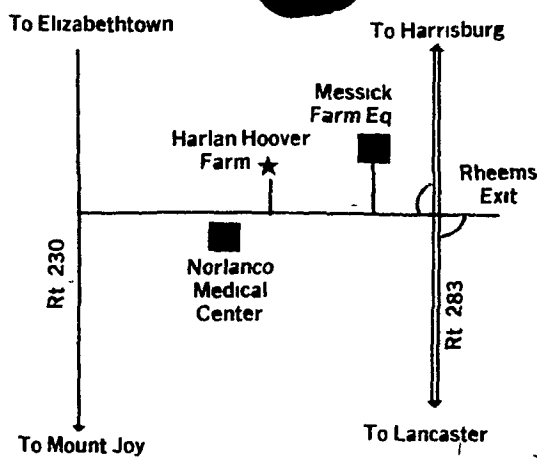 To Elizabethtown
To Harrisburg
Messick
Farm Eq
Harlan Hoover
Farm
Rheems
Exit
Norlanco
Medical
Center
Rt 230
Rt 283
To Mount Joy
To Lancaster